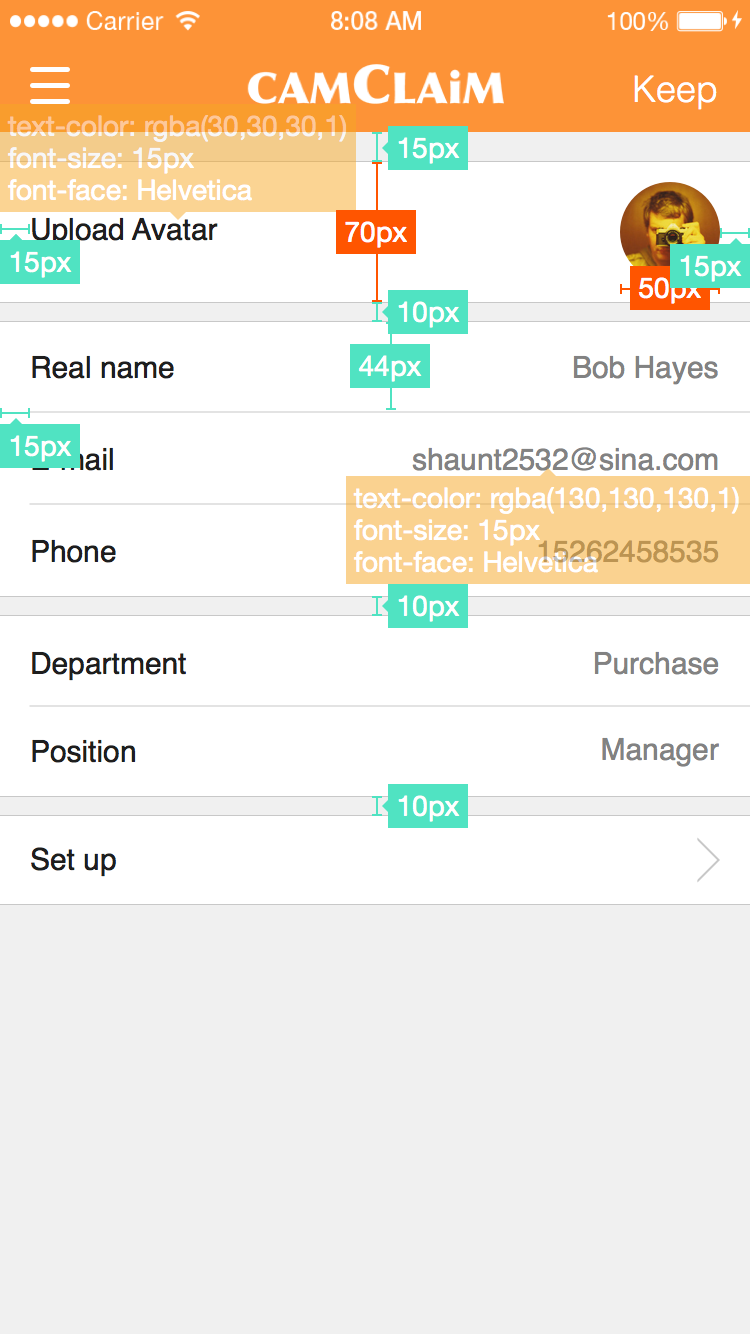 Carrier 8:08 AM 100%
CAMCLAiM Keep
text-color: rgba(30,30,30,1)
font-size: 15px
font-face: Helvetica
15px
Upload Avatar
70px
15px
15px
50px
10px
Real name 44px Bob Hayes
15px
E-mail shaunt2532@sina.com
text-color: rgba(130,130,130,1)
font-size: 15px
font-face: Helvetica
Phone 15262458535
10px
Department Purchase
Position Manager
10px
Set up